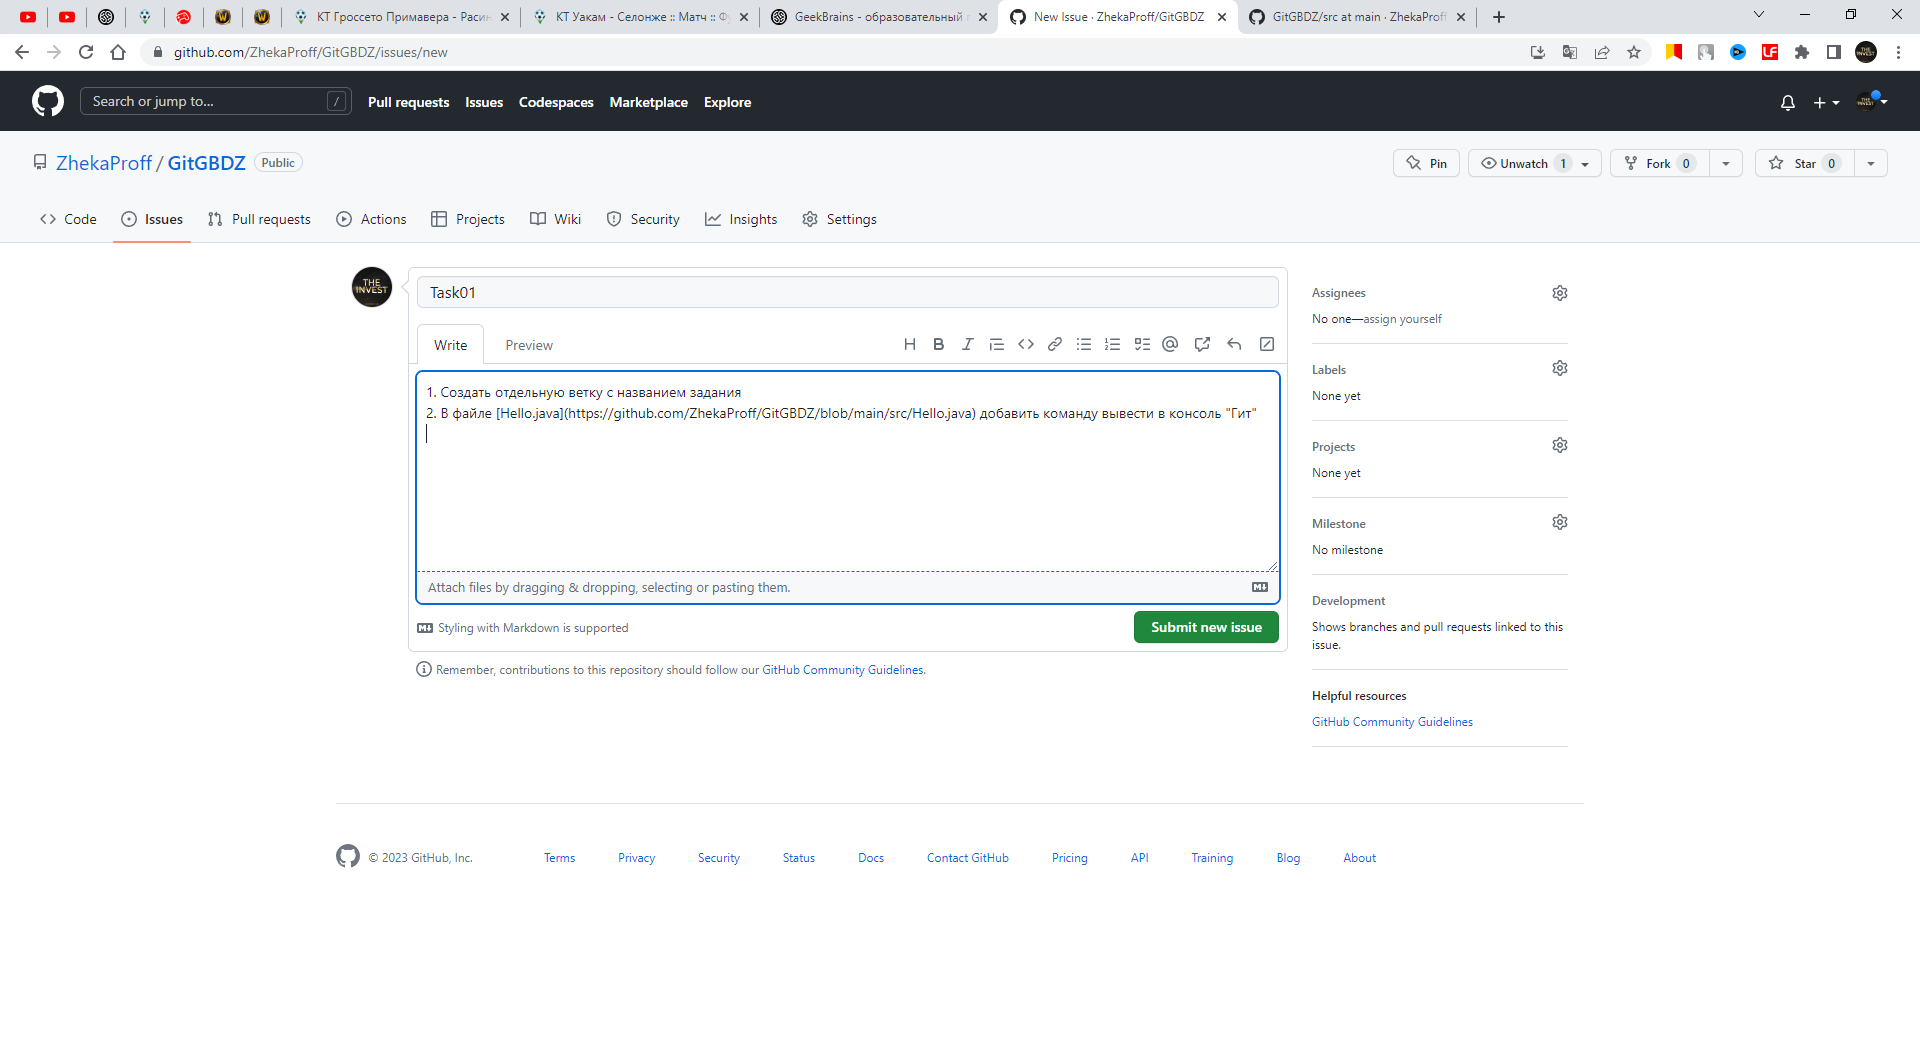 КТ Гроссето Примавера - Расин
КТ Уакам - Селонже :: Матч :: Фу
GeekBrains - образовательный п
New Issue · ZhekaProff/GitGBDZ
GitGBDZ/src at main · ZhekaProff
github.com/ZhekaProff/GitGBDZ/issues/new
Search or jump to... /
Pull requests Issues Codespaces Marketplace Explore
ZhekaProff / GitGBDZ Public
Pin Unwatch 1 Fork 0 Star 0
Code Issues Pull requests Actions Projects Wiki Security Insights Settings
THE INVEST
Task01
Write Preview
1. Создать отдельную ветку с названием задания
2. В файле [Hello.java](https://github.com/ZhekaProff/GitGBDZ/blob/main/src/Hello.java) добавить команду вывести в консоль "Гит"
Attach files by dragging & dropping, selecting or pasting them.
Styling with Markdown is supported
Submit new issue
Remember, contributions to this repository should follow our GitHub Community Guidelines.
Assignees
No one—assign yourself
Labels
None yet
Projects
None yet
Milestone
No milestone
Development
Shows branches and pull requests linked to this
issue.
Helpful resources
GitHub Community Guidelines
© 2023 GitHub, Inc. Terms Privacy Security Status Docs Contact GitHub Pricing API Training Blog About